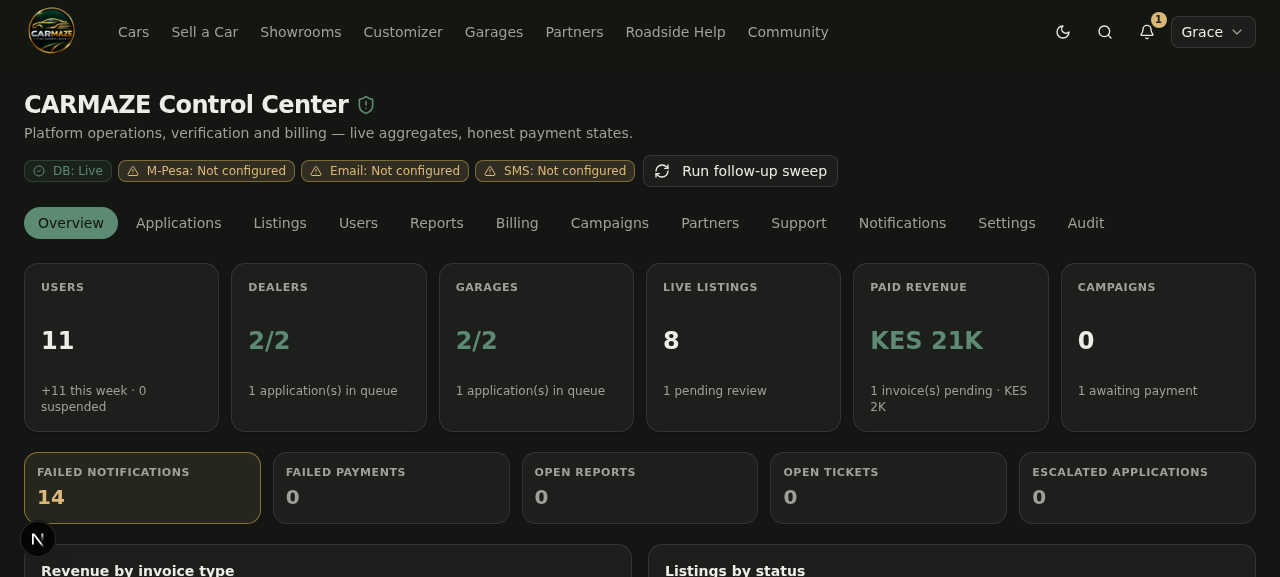 CARMAZE
Cars Sell a Car Showrooms Customizer Garages Partners Roadside Help Community
1
Grace
CARMAZE Control Center
Platform operations, verification and billing — live aggregates, honest payment states.
DB: Live M-Pesa: Not configured Email: Not configured SMS: Not configured Run follow-up sweep
Overview Applications Listings Users Reports Billing Campaigns Partners Support Notifications Settings Audit
USERS
11
+11 this week · 0
suspended
DEALERS
2/2
1 application(s) in queue
GARAGES
2/2
1 application(s) in queue
LIVE LISTINGS
8
1 pending review
PAID REVENUE
KES 21K
1 invoice(s) pending · KES
2K
CAMPAIGNS
0
1 awaiting payment
FAILED NOTIFICATIONS
14
FAILED PAYMENTS
0
OPEN REPORTS
0
OPEN TICKETS
0
ESCALATED APPLICATIONS
0
N
Revenue by invoice type
Listings by status